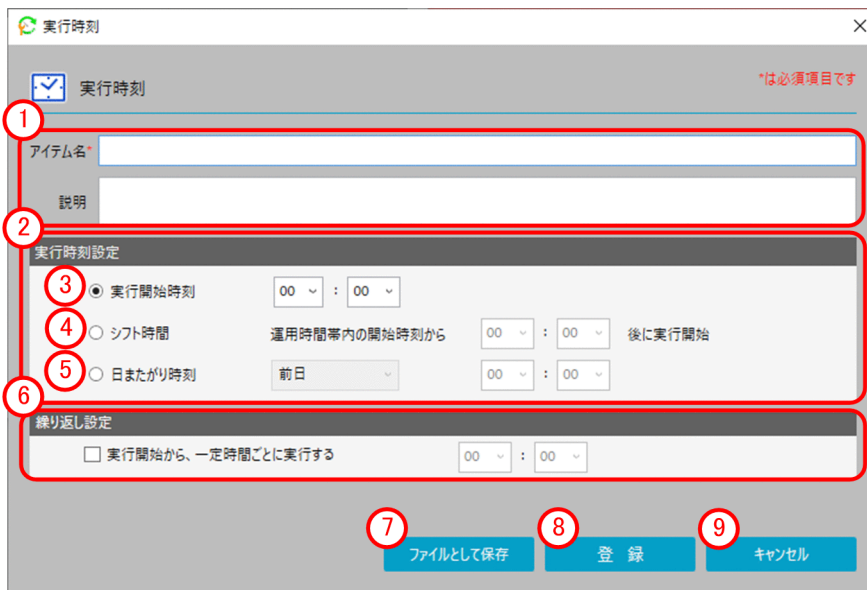 実行時刻
実行時刻
*は必須項目です
1
アイテム名*
説明
2
実行時刻設定
3 実行開始時刻 00 : 00
4 シフト時間 運用時間帯内の開始時刻から 00 : 00 後に実行開始
5 日またがり時刻 前日 00 : 00
6
繰り返し設定
実行開始から、一定時間ごとに実行する 00 : 00
7 8 9
ファイルとして保存 登 録 キャンセル